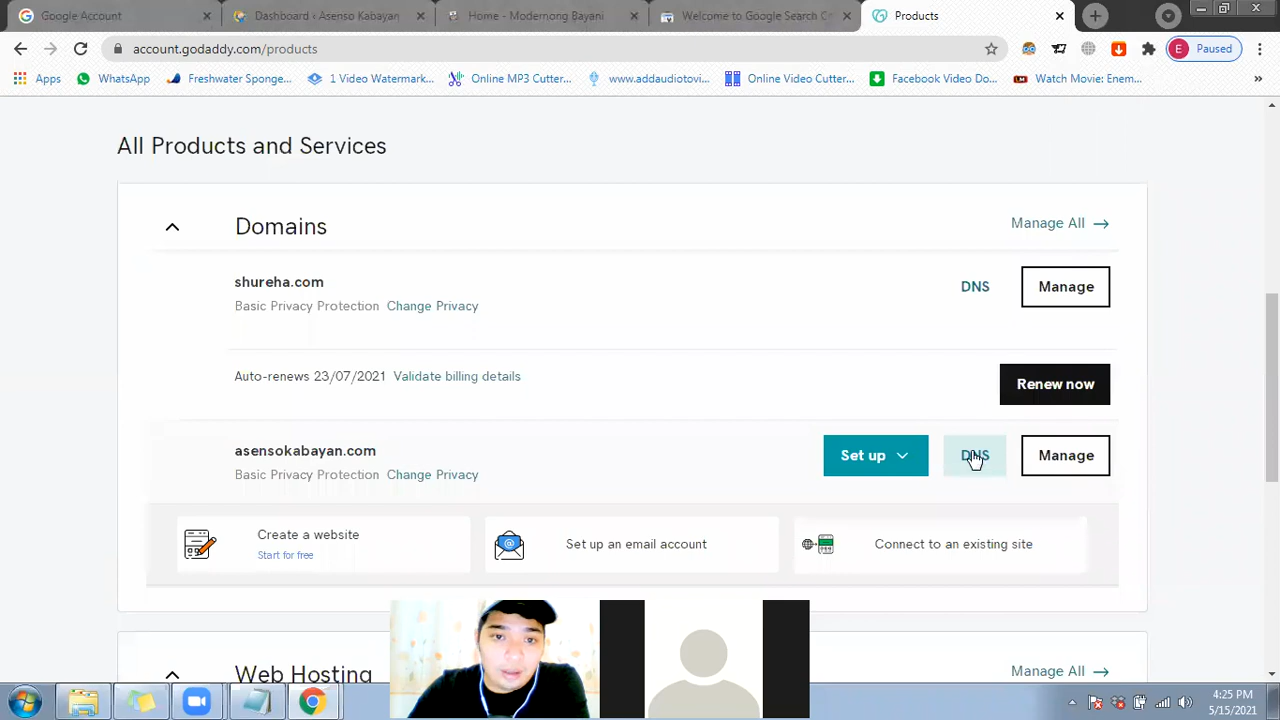 Google Account
Dashboard ‹ Asenso Kabayan
Home - Modernong Bayani
Welcome to Google Search Co
Products
account.godaddy.com/products
E Paused
Apps
WhatsApp
Freshwater Sponge...
1 Video Watermark...
Online MP3 Cutter...
www.addaudiotovi...
Online Video Cutter...
Facebook Video Do...
Watch Movie: Enem...
All Products and Services
Domains
Manage All
shureha.com
DNS
Manage
Basic Privacy Protection Change Privacy
Auto-renews 23/07/2021 Validate billing details
Renew now
asensokabayan.com
Set up
DNS
Manage
Basic Privacy Protection Change Privacy
Create a website
Start for free
Set up an email account
Connect to an existing site
Web Hosting
Manage All
4:25 PM
5/15/2021